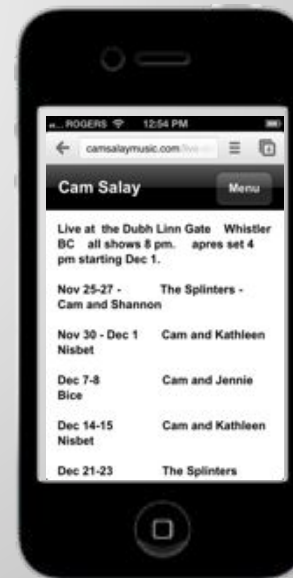 ROGERS 12:54 PM
camsalaymusic.com/live
Cam Salay Menu
Live at the Dubh Linn Gate Whistler
BC all shows 8 pm. apres set 4
pm starting Dec 1.
Nov 25-27 - The Splinters -
Cam and Shannon
Nov 30 - Dec 1 Cam and Kathleen
Nisbet
Dec 7-8 Cam and Jennie
Bice
Dec 14-15 Cam and Kathleen
Nisbet
Dec 21-23 The Splinters